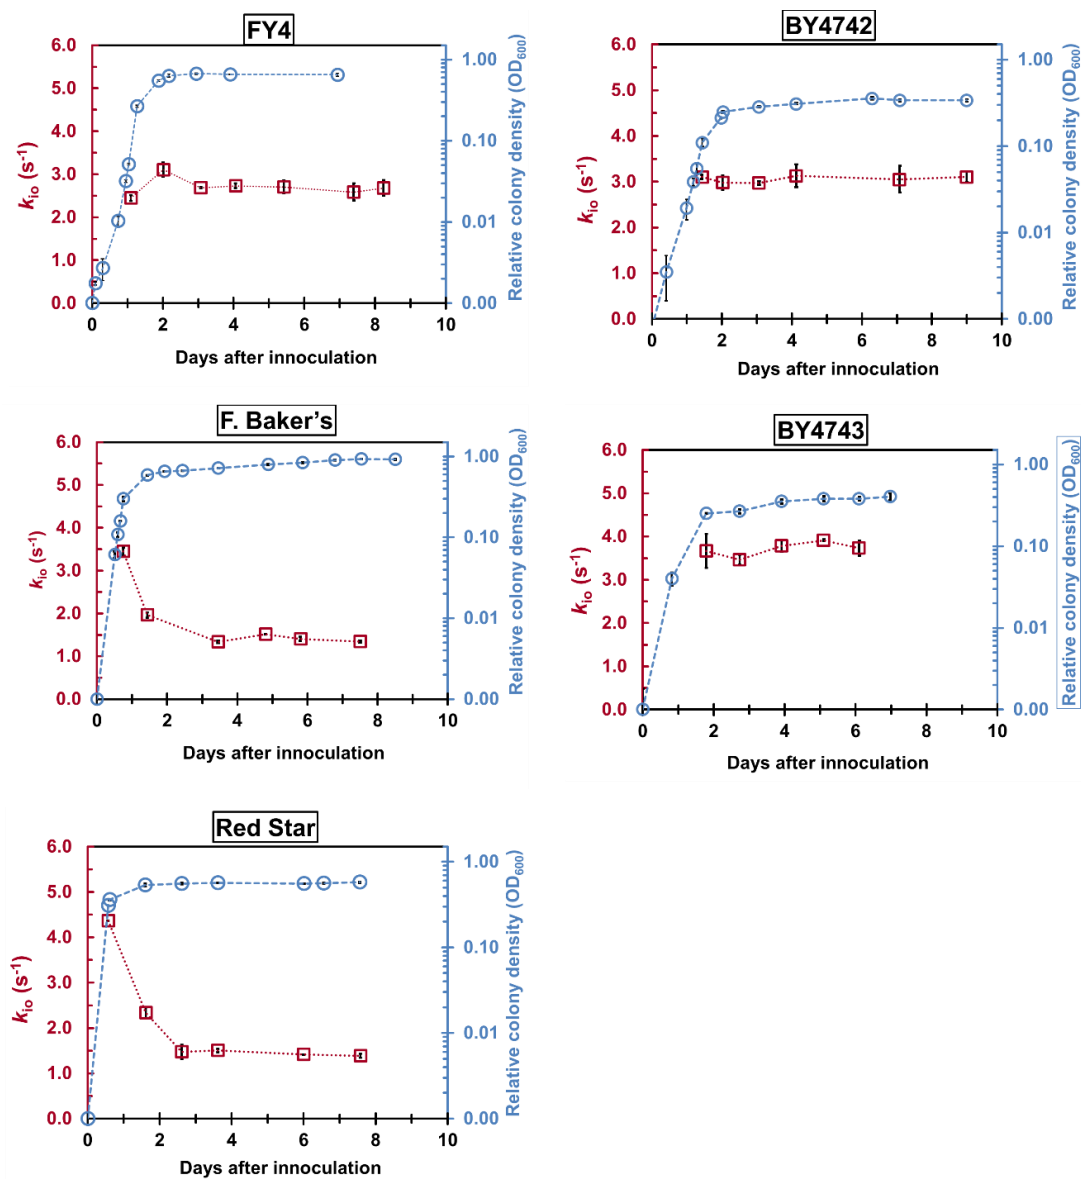 FY4
6.0
5.0
4.0
3.0
2.0
1.0
0.0
kio (s-1)
1.00
0.10
0.01
0.00
Relative colony density (OD600)
0 2 4 6 8 10
Days after innoculation
BY4742
6.0
5.0
4.0
3.0
2.0
1.0
0.0
kio (s-1)
1.00
0.10
0.01
0.00
Relative colony density (OD600)
0 2 4 6 8 10
Days after innoculation
F. Baker's
6.0
5.0
4.0
3.0
2.0
1.0
0.0
kio (s-1)
1.00
0.10
0.01
0.00
Relative colony density (OD600)
0 2 4 6 8 10
Days after innoculation
BY4743
6.0
5.0
4.0
3.0
2.0
1.0
0.0
kio (s-1)
1.00
0.10
0.01
0.00
Relative colony density (OD600)
0 2 4 6 8 10
Days after innoculation
Red Star
6.0
5.0
4.0
3.0
2.0
1.0
0.0
kio (s-1)
1.00
0.10
0.01
0.00
Relative colony density (OD600)
0 2 4 6 8 10
Days after innoculation